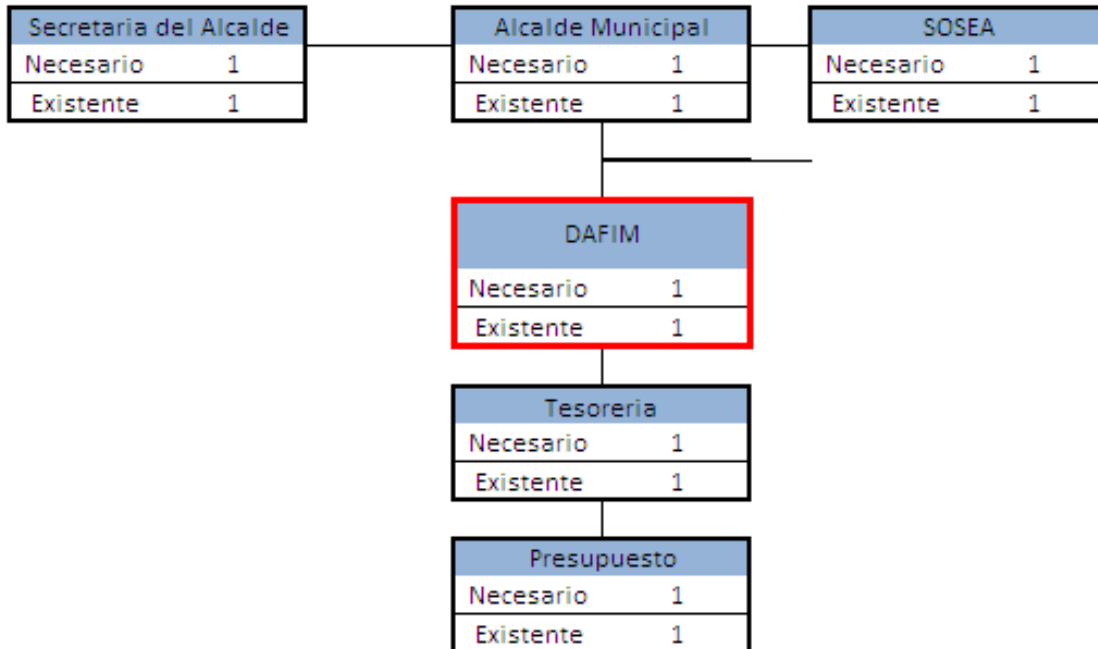 Secretaria del Alcalde
Necesario 1
Existente 1
Alcalde Municipal
Necesario 1
Existente 1
SOSEA
Necesario 1
Existente 1
DAFIM
Necesario 1
Existente 1
Tesoreria
Necesario 1
Existente 1
Presupuesto
Necesario 1
Existente 1